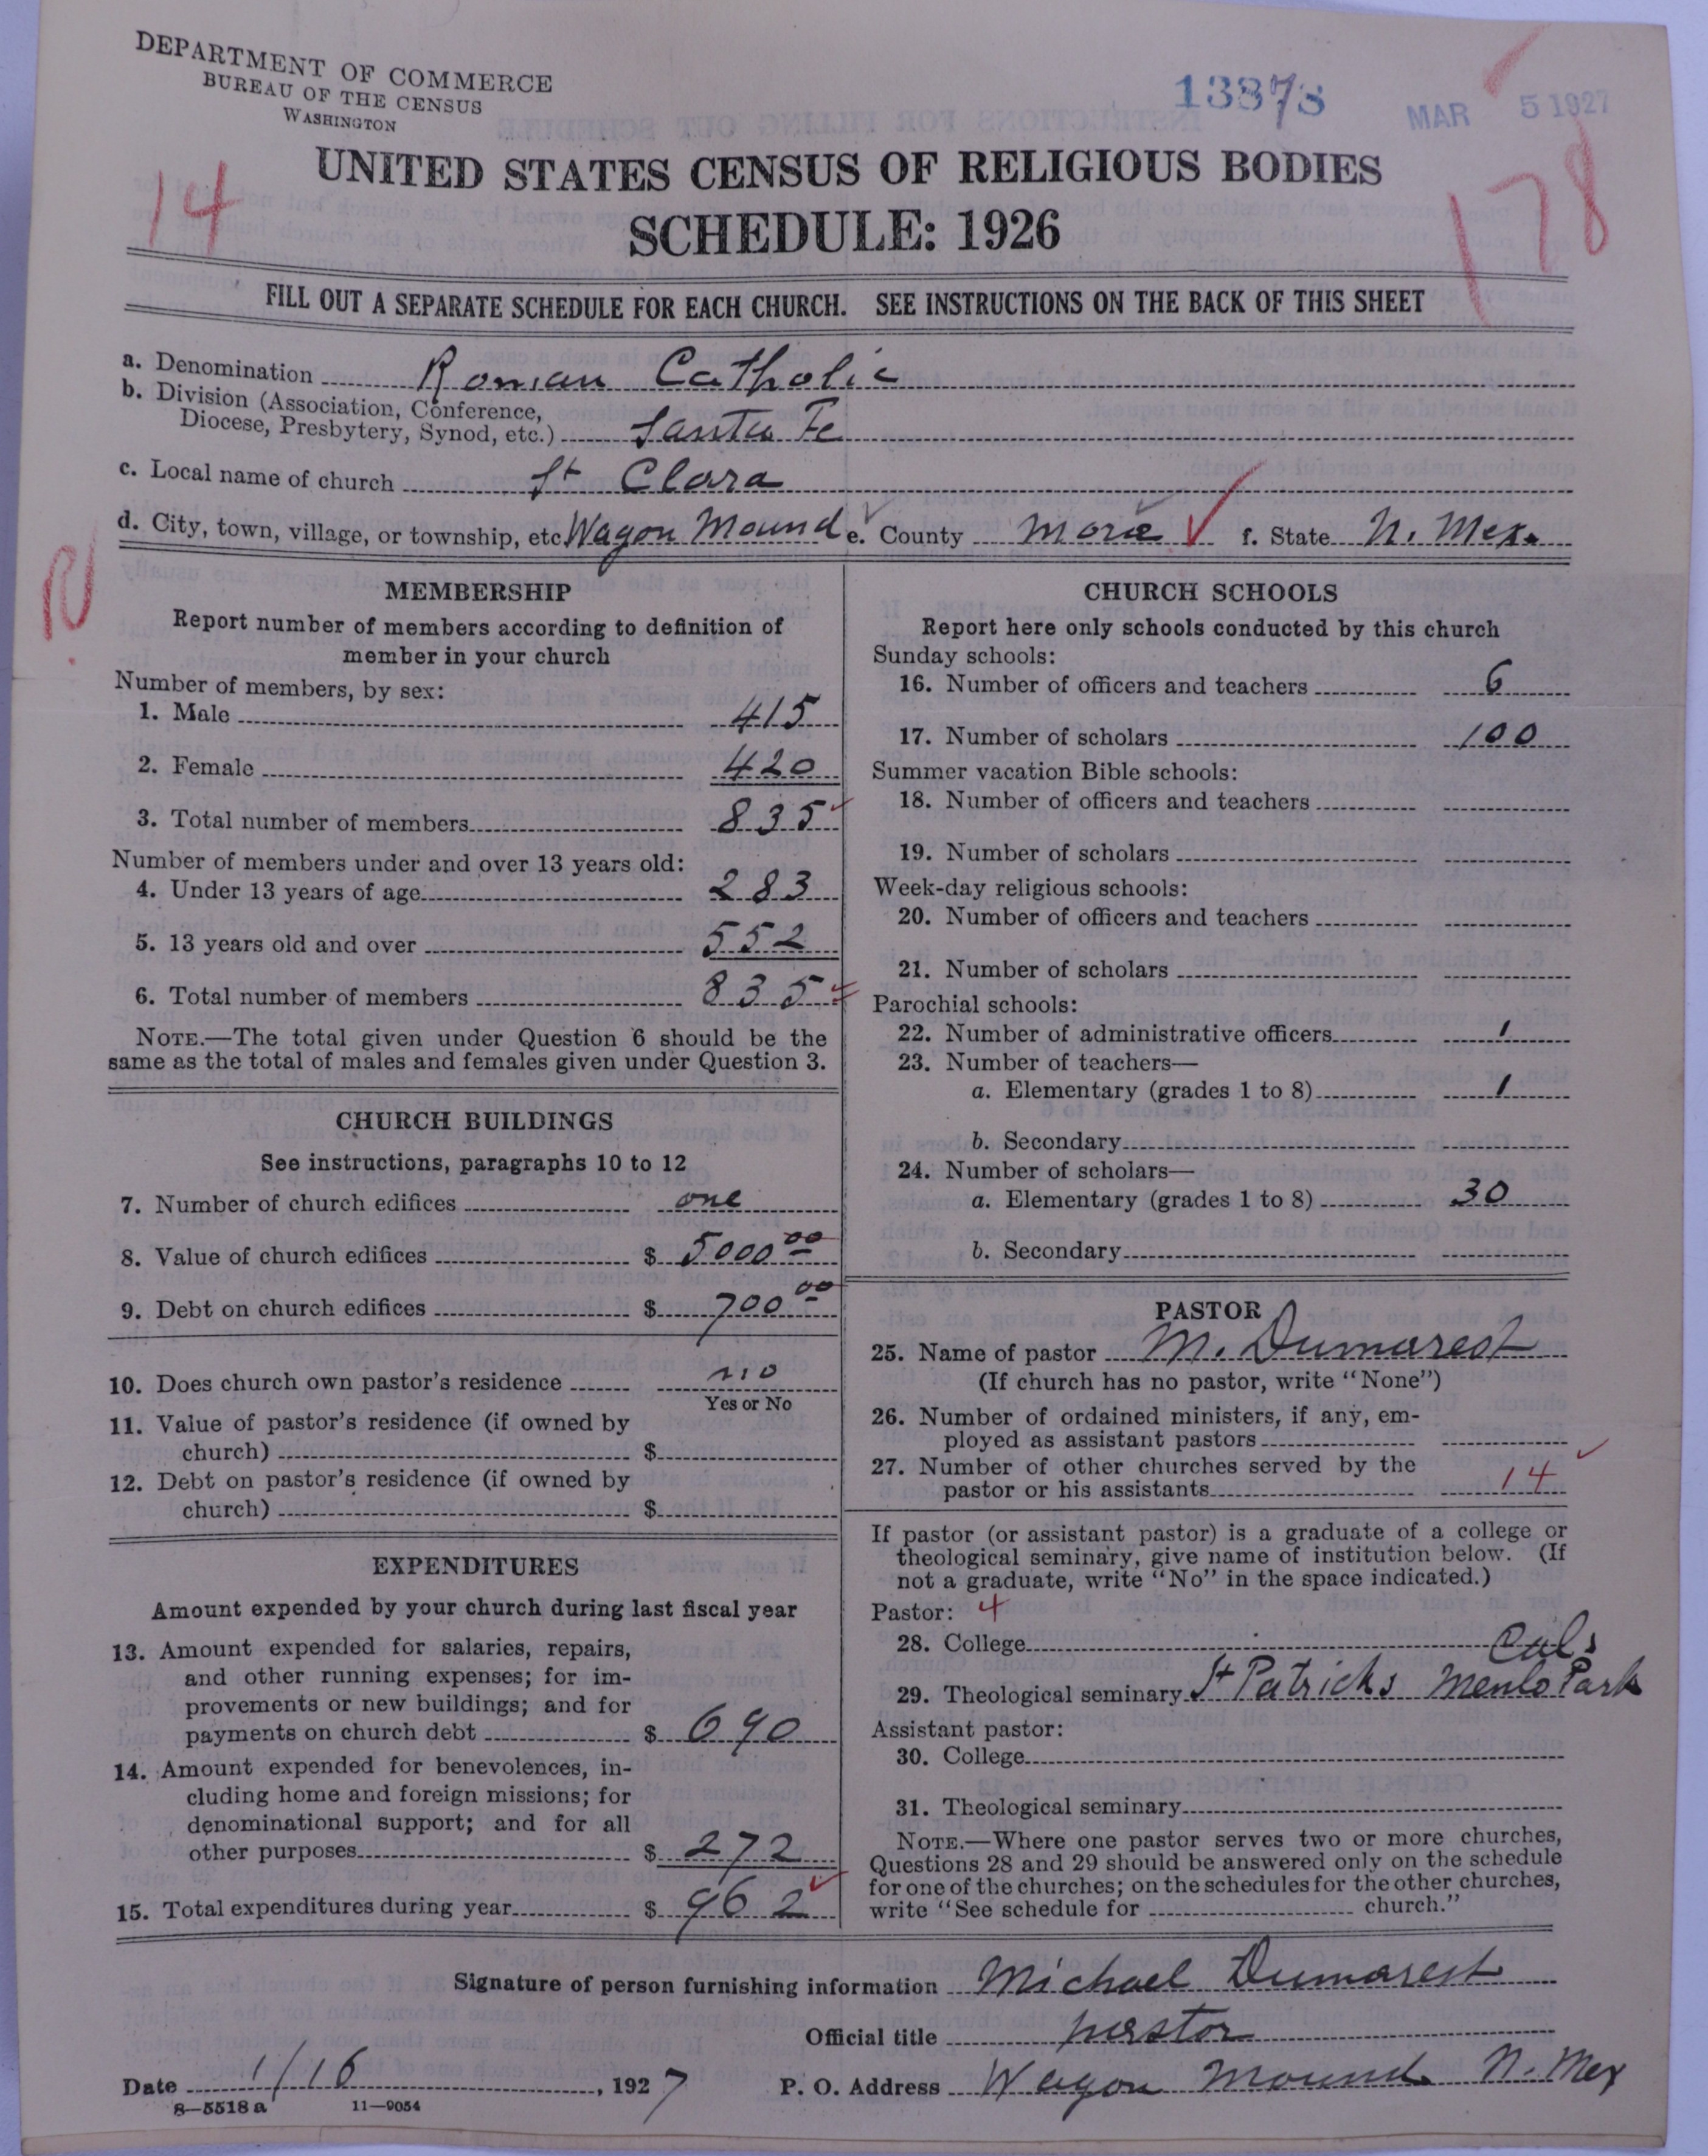 DEPARTMENT OF COMMERCE
BUREAU OF THE CENSUS
WASHINGTON
13878
MAR 5 1927
14
178
UNITED STATES CENSUS OF RELIGIOUS BODIES
SCHEDULE: 1926
FILL OUT A SEPARATE SCHEDULE FOR EACH CHURCH. SEE INSTRUCTIONS ON THE BACK OF THIS SHEET
a. Denomination Roman Catholic
b. Division (Association, Conference,
Diocese, Presbytery, Synod, etc.) Santa Fe
c. Local name of church St Clara
d. City, town, village, or township, etc. Wagon Mound e. County Mora f. State N. Mex.
MEMBERSHIP
Report number of members according to definition of
member in your church
Number of members, by sex:
1. Male 415
2. Female 420
3. Total number of members 835
Number of members under and over 13 years old:
4. Under 13 years of age 283
5. 13 years old and over 552
6. Total number of members 835
NOTE.—The total given under Question 6 should be the
same as the total of males and females given under Question 3.
CHURCH BUILDINGS
See instructions, paragraphs 10 to 12
7. Number of church edifices one
8. Value of church edifices $ 5000.00
9. Debt on church edifices $ 700.00
10. Does church own pastor's residence no
Yes or No
11. Value of pastor's residence (if owned by
church) $
12. Debt on pastor's residence (if owned by
church) $
EXPENDITURES
Amount expended by your church during last fiscal year
13. Amount expended for salaries, repairs,
and other running expenses; for im-
provements or new buildings; and for
payments on church debt $ 690
14. Amount expended for benevolences, in-
cluding home and foreign missions; for
denominational support; and for all
other purposes $ 272
15. Total expenditures during year $ 962
CHURCH SCHOOLS
Report here only schools conducted by this church
Sunday schools:
16. Number of officers and teachers 6
17. Number of scholars 100
Summer vacation Bible schools:
18. Number of officers and teachers
19. Number of scholars
Week-day religious schools:
20. Number of officers and teachers
21. Number of scholars
Parochial schools:
22. Number of administrative officers 1
23. Number of teachers—
a. Elementary (grades 1 to 8) 1
b. Secondary
24. Number of scholars—
a. Elementary (grades 1 to 8) 30
b. Secondary
PASTOR
25. Name of pastor M. Dumarest
(If church has no pastor, write "None")
26. Number of ordained ministers, if any, em-
ployed as assistant pastors
27. Number of other churches served by the
pastor or his assistants 14
If pastor (or assistant pastor) is a graduate of a college or
theological seminary, give name of institution below. (If
not a graduate, write "No" in the space indicated.)
Pastor: 4
28. College Cal.
29. Theological seminary St Patricks Menlo Park
Assistant pastor:
30. College
31. Theological seminary
NOTE.—Where one pastor serves two or more churches,
Questions 28 and 29 should be answered only on the schedule
for one of the churches; on the schedules for the other churches,
write "See schedule for church."
Signature of person furnishing information Michael Dumarest
Official title pastor
Date 1/16, 1927 P. O. Address Wagon Mound N. Mex
8—5518 a 11—9054